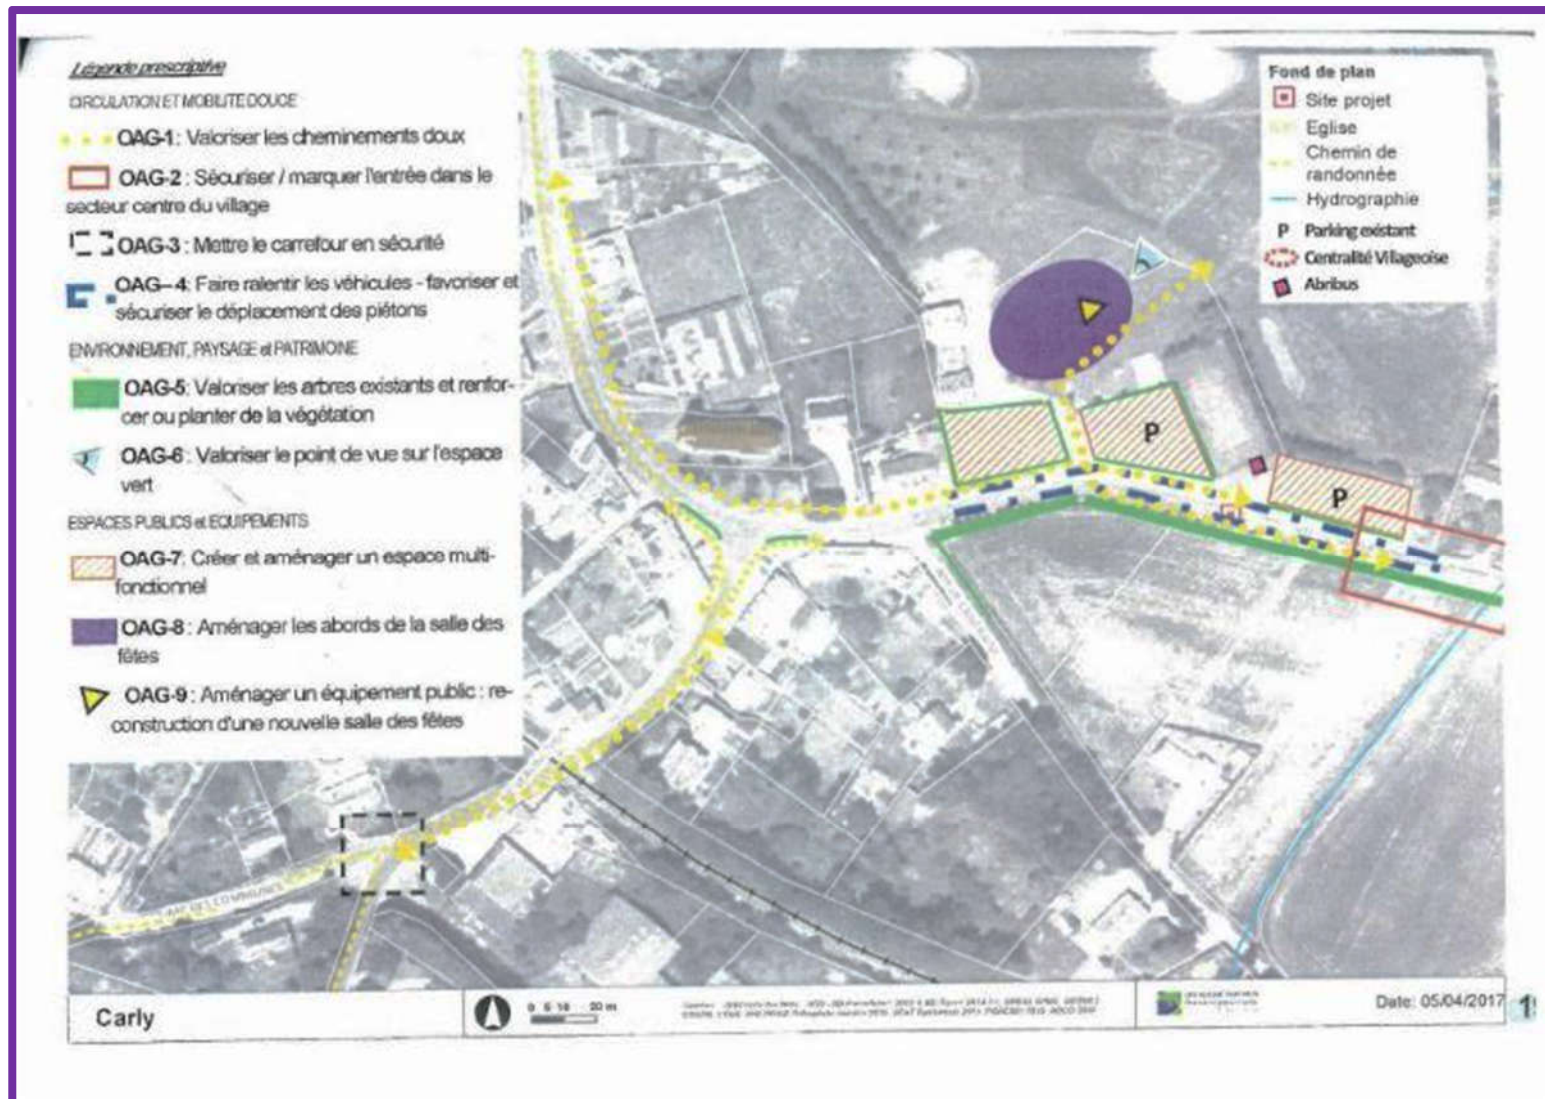 Légende prescriptive
CIRCULATION ET MOBILITE DOUCE
OAG-1 : Valoriser les cheminements doux
OAG-2 : Sécuriser / marquer l'entrée dans le
secteur centre du village
OAG-3 : Mettre le carrefour en sécurité
OAG-4: Faire ralentir les véhicules - favoriser et
sécuriser le déplacement des piétons
ENVIRONNEMENT, PAYSAGE et PATRIMOINE
OAG-5: Valoriser les arbres existants et renfor-
cer ou planter de la végétation
OAG-6 : Valoriser le point de vue sur l'espace
vert
ESPACES PUBLICS et EQUIPEMENTS
OAG-7: Créer et aménager un espace multi-
fonctionnel
OAG-8 : Aménager les abords de la salle des
fêtes
OAG-9 : Aménager un équipement public : re-
construction d'une nouvelle salle des fêtes
Fond de plan
Site projet
Eglise
Chemin de
randonnée
Hydrographie
P Parking existant
Centralité Villageoise
Abribus
P
P
Carly
20 m
Date: 05/04/2017
1